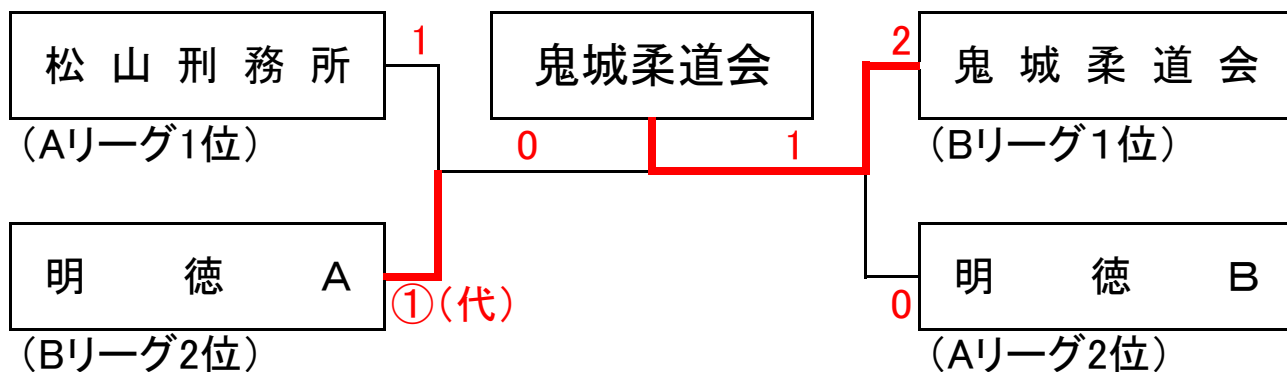 松山刑務所
1
鬼城柔道会
2
鬼城柔道会
(Aリーグ1位)
0
1
(Bリーグ１位)
明徳A
①(代)
0
明徳B
(Bリーグ2位)
(Aリーグ2位)